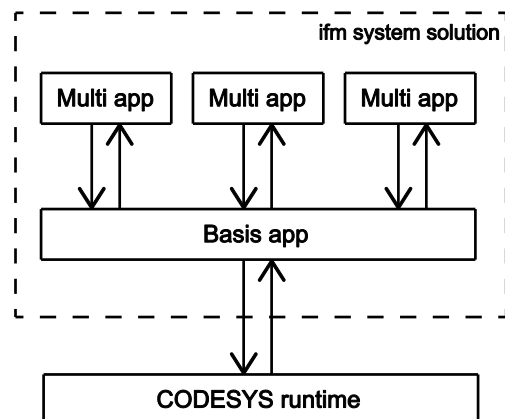 ifm system solution
Multi app
Multi app
Multi app
Basis app
CODESYS runtime